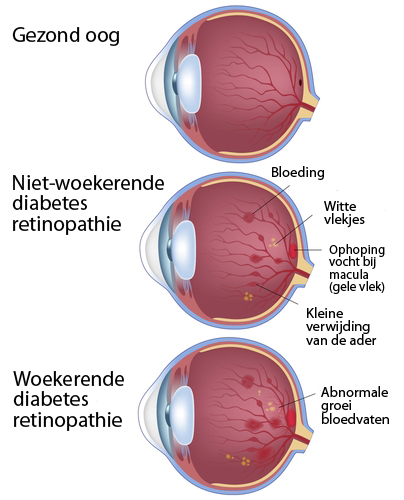 Gezond oog
Niet-woekerende
diabetes
retinopathie
Bloeding
Witte
vlekjes
Ophoping
vocht bij
macula
(gele vlek)
Kleine
verwijding
van de ader
Woekerende
diabetes
retinopathie
Abnormale
groei
bloedvaten